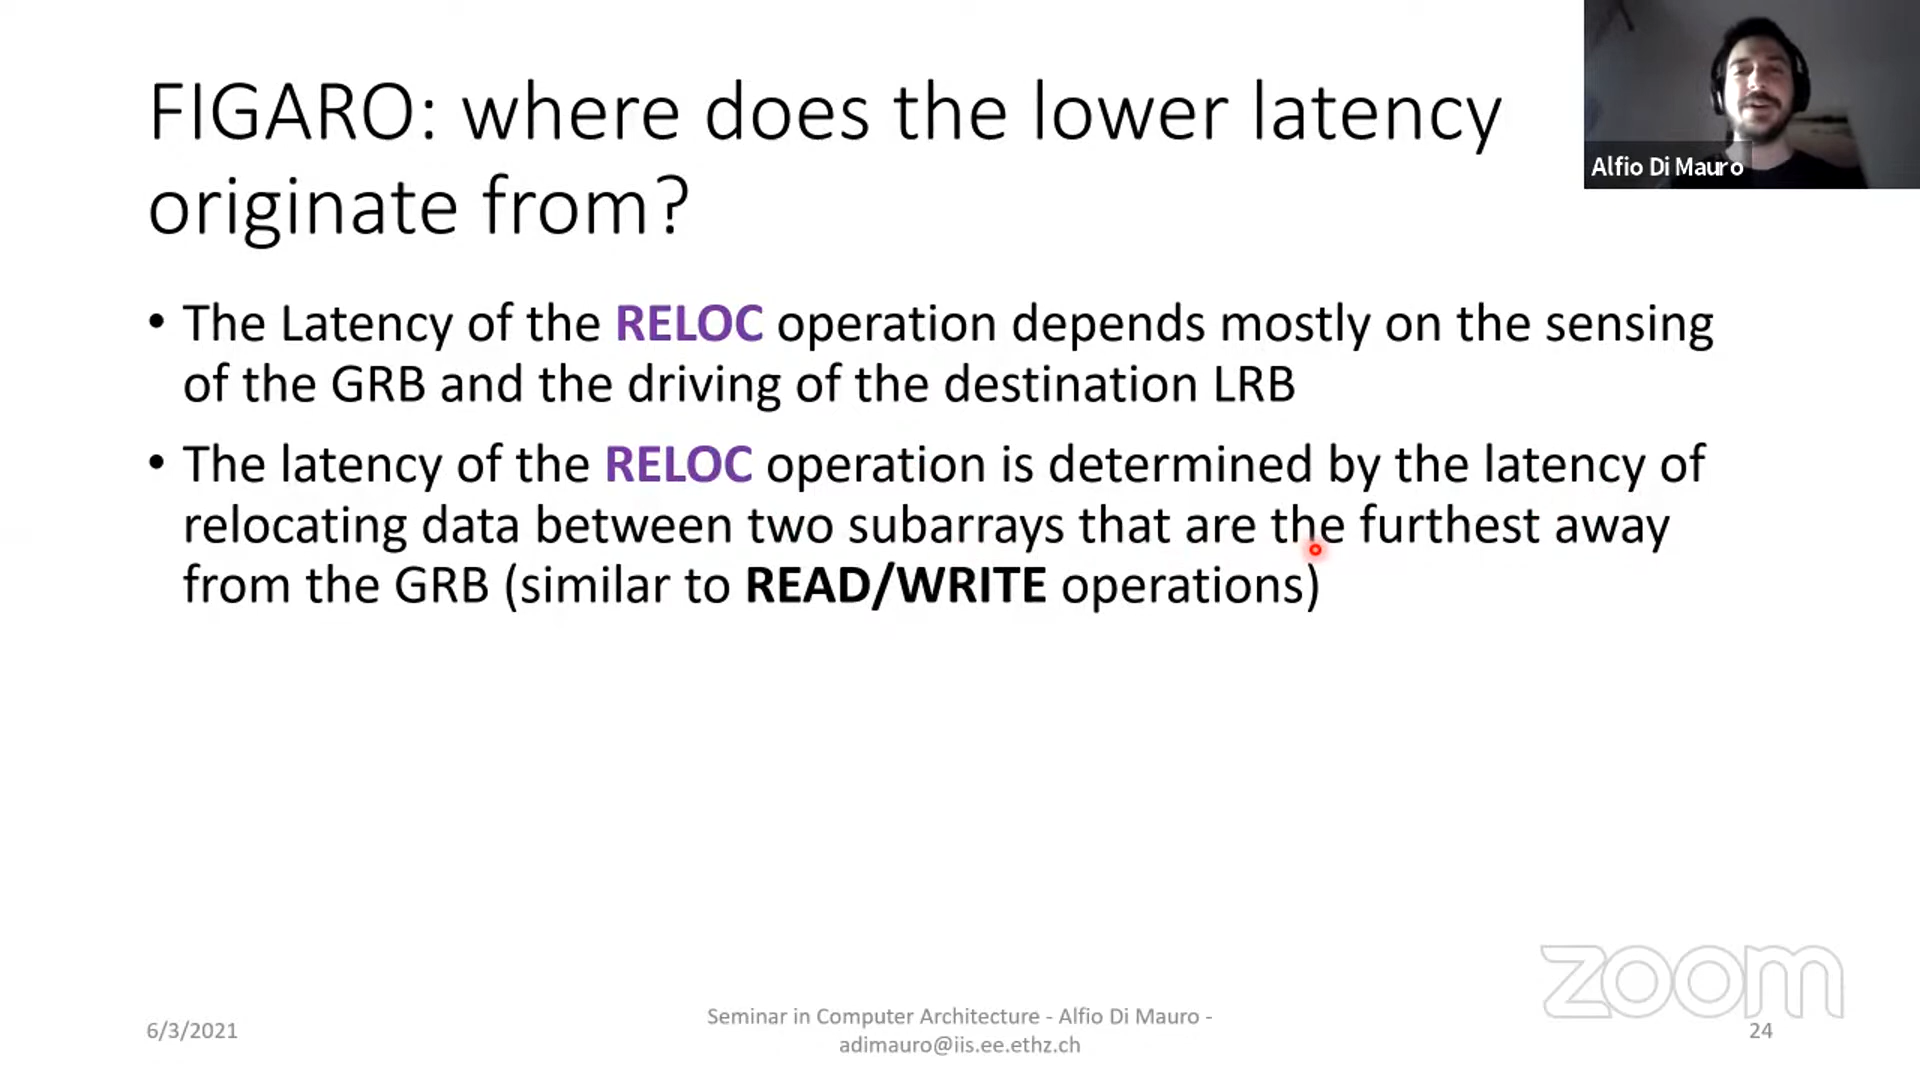 FIGARO: where does the lower latency
originate from?
Alfio Di Mauro
• The Latency of the RELOC operation depends mostly on the sensing
of the GRB and the driving of the destination LRB
• The latency of the RELOC operation is determined by the latency of
relocating data between two subarrays that are the furthest away
from the GRB (similar to READ/WRITE operations)
zoom
6/3/2021
Seminar in Computer Architecture - Alfio Di Mauro -
adimauro@iis.ee.ethz.ch
24